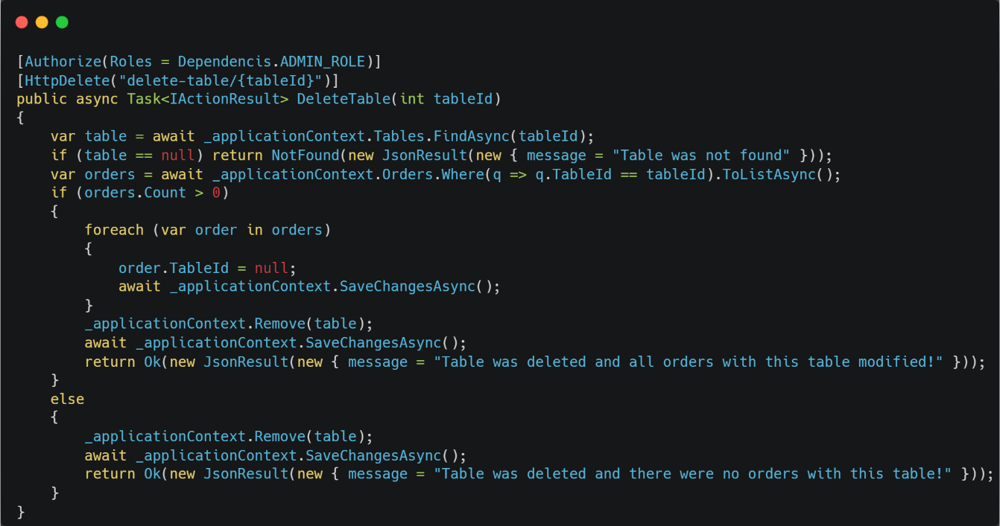 [Authorize(Roles = Dependencis.ADMIN_ROLE)]
[HttpDelete("delete-table/{tableId}")]
public async Task<IActionResult> DeleteTable(int tableId)
{
    var table = await _applicationContext.Tables.FindAsync(tableId);
    if (table == null) return NotFound(new JsonResult(new { message = "Table was not found" }));
    var orders = await _applicationContext.Orders.Where(q => q.TableId == tableId).ToListAsync();
    if (orders.Count > 0)
    {
        foreach (var order in orders)
        {
            order.TableId = null;
            await _applicationContext.SaveChangesAsync();
        }
        _applicationContext.Remove(table);
        await _applicationContext.SaveChangesAsync();
        return Ok(new JsonResult(new { message = "Table was deleted and all orders with this table modified!" }));
    }
    else
    {
        _applicationContext.Remove(table);
        await _applicationContext.SaveChangesAsync();
        return Ok(new JsonResult(new { message = "Table was deleted and there were no orders with this table!" }));
    }
}